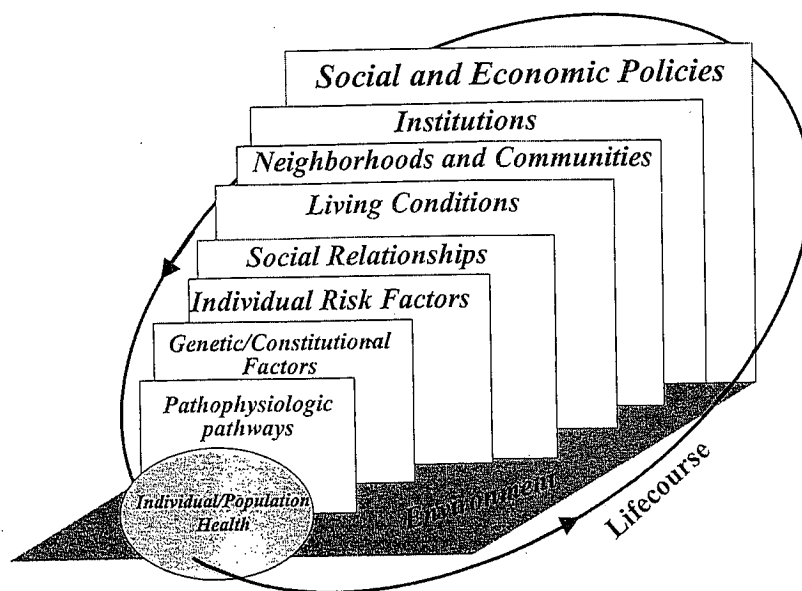 Social and Economic Policies
Institutions
Neighborhoods and Communities
Living Conditions
Social Relationships
Individual Risk Factors
Genetic/Constitutional
Factors
Pathophysiologic
pathways
Individual/Population
Health
Environment
Lifecourse